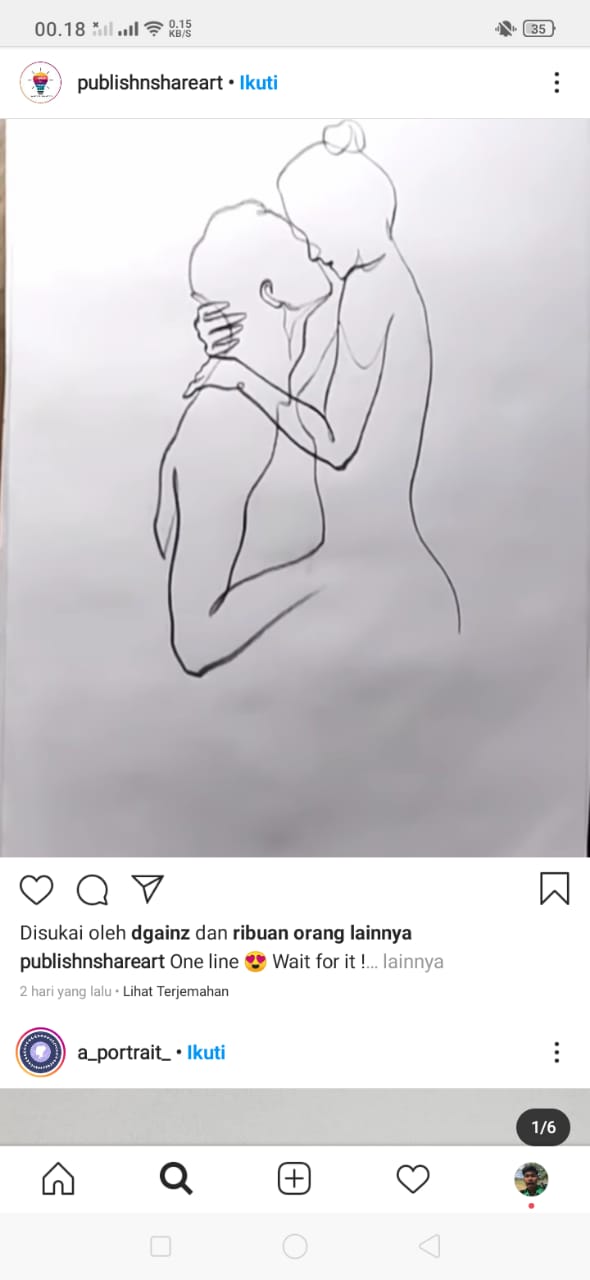 00.18 0.15 KB/S 35
publishnshareart • Ikuti
Disukai oleh dgainz dan ribuan orang lainnya
publishnshareart One line 😍 Wait for it !... lainnya
2 hari yang lalu • Lihat Terjemahan
a_portrait_ • Ikuti
1/6